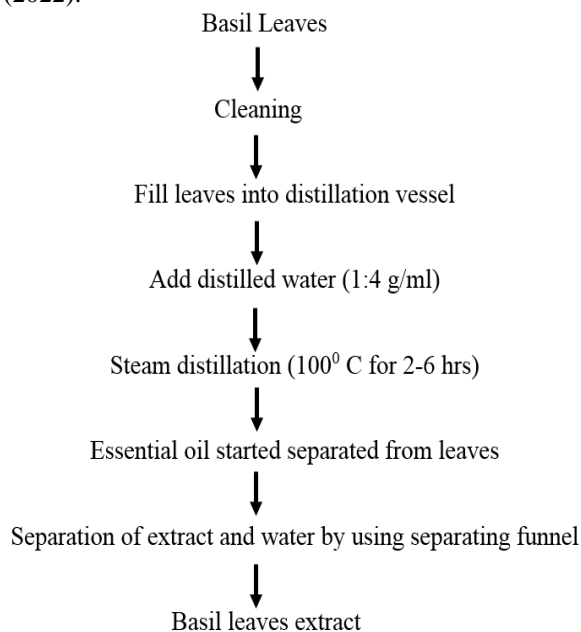 (2022).
Basil Leaves
Cleaning
Fill leaves into distillation vessel
Add distilled water (1:4 g/ml)
Steam distillation (100⁰ C for 2-6 hrs)
Essential oil started separated from leaves
Separation of extract and water by using separating funnel
Basil leaves extract